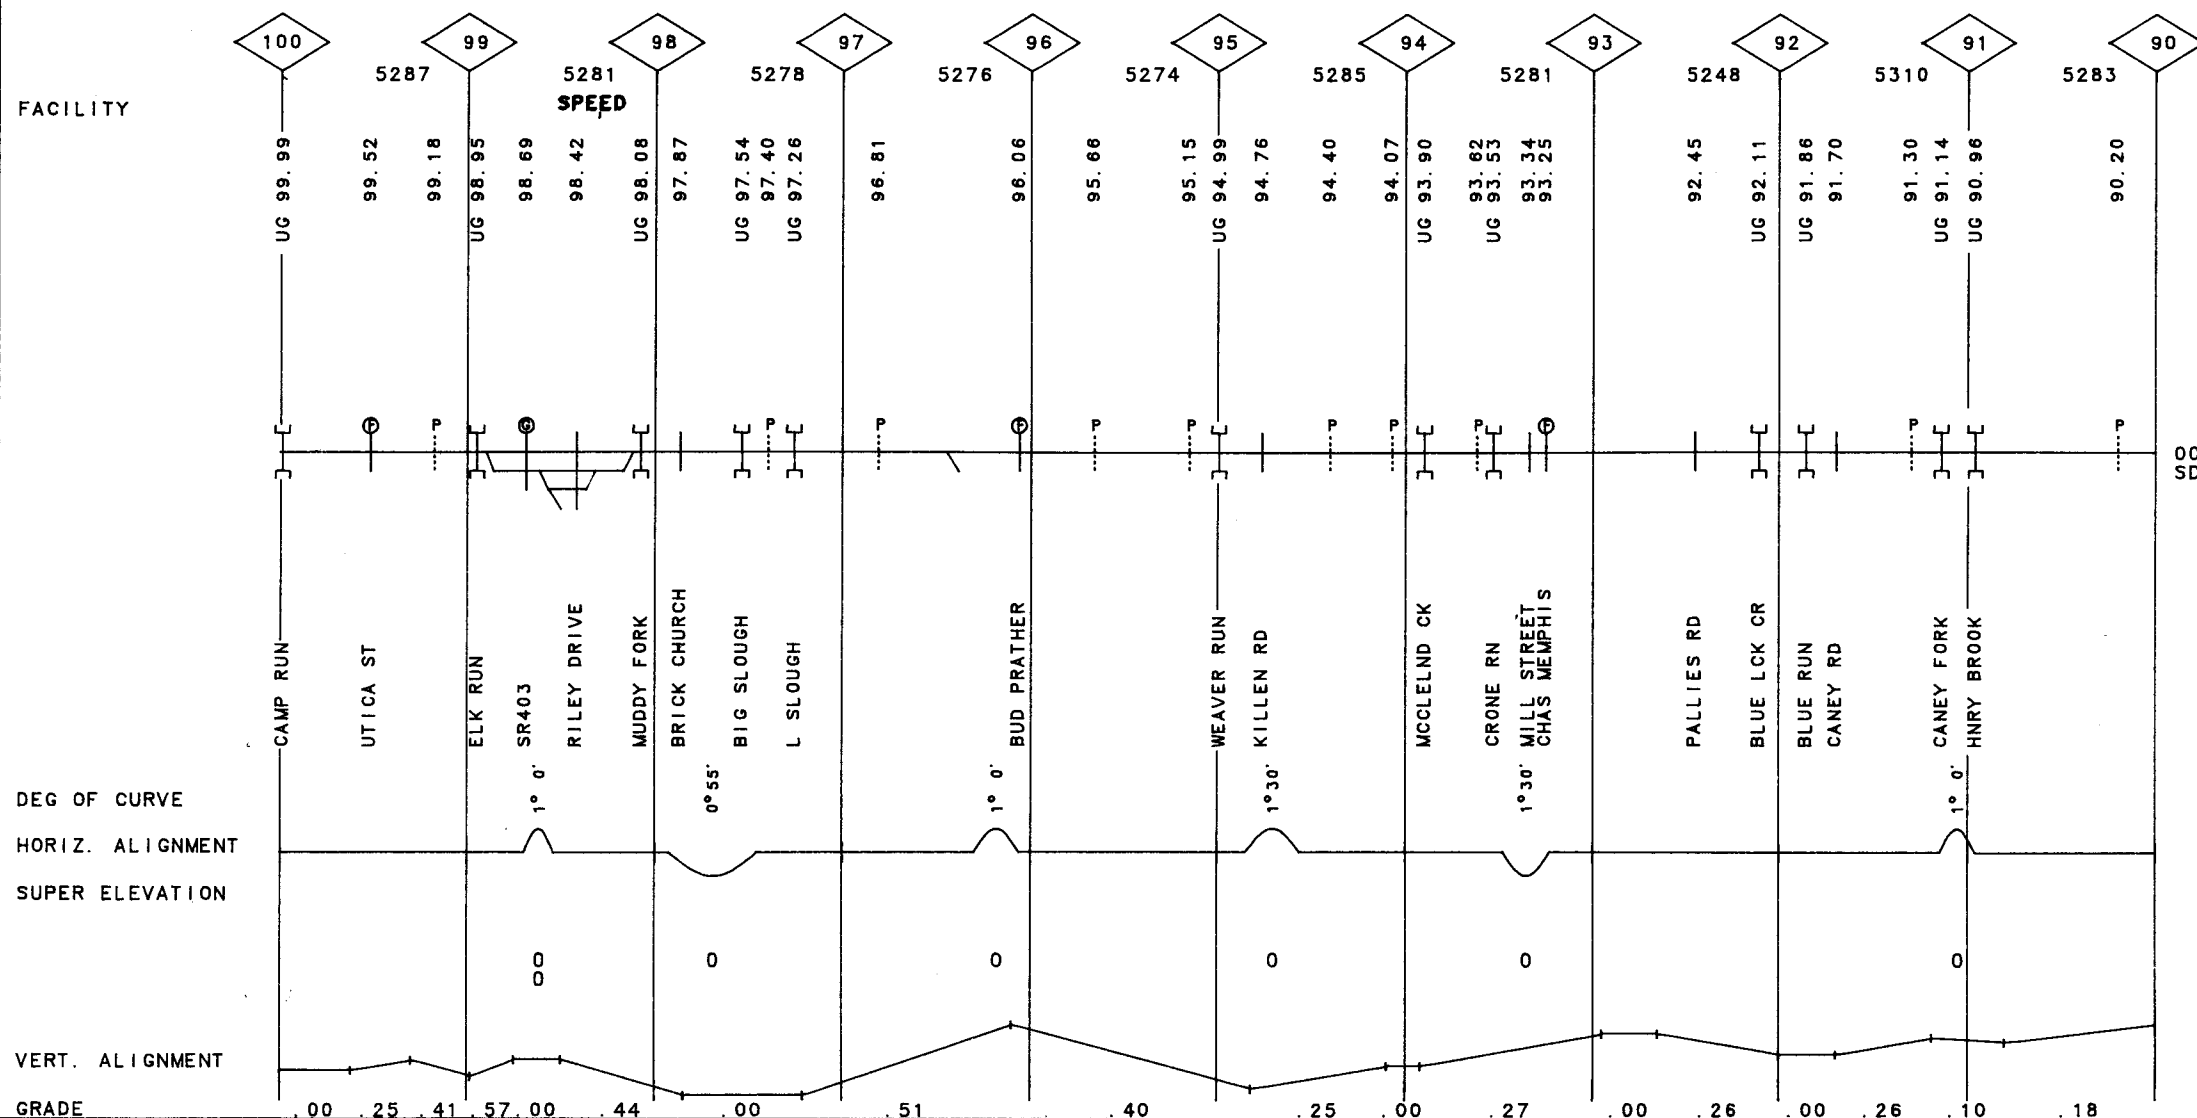 100 99 98 97 96 95 94 93 92 91 90
5287 5281 5278 5276 5274 5285 5281 5248 5310 5283
FACILITY
SPEED
UG 99.99
99.52
99.18
UG 98.95
98.69
98.42
UG 98.08
97.87
UG 97.54
97.40
UG 97.26
96.81
96.06
95.66
95.15
UG 94.99
94.76
94.40
94.07
UG 93.90
93.62
UG 93.53
93.34
93.25
92.45
UG 92.11
UG 91.86
91.70
91.30
UG 91.14
UG 90.96
90.20
F P G P P F P P P P P F P P
SD
CAMP RUN
UTICA ST
ELK RUN
SR403
RILEY DRIVE
MUDDY FORK
BRICK CHURCH
BIG SLOUGH
L SLOUGH
BUD PRATHER
WEAVER RUN
KILLEN RD
MCCLELND CK
CRONE RN
MILL STREET
CHAS MEMPHIS
PALLIES RD
BLUE LCK CR
BLUE RUN
CANEY RD
CANEY FORK
HNRY BROOK
DEG OF CURVE
1° 0' 0°55' 1° 0' 1°30' 1°30' 1° 0'
HORIZ. ALIGNMENT
SUPER ELEVATION
0 0 0 0 0 0
0
VERT. ALIGNMENT
GRADE .00 .25 .41 .57 .00 .44 .00 .51 .40 .25 .00 .27 .00 .26 .00 .26 .10 .18